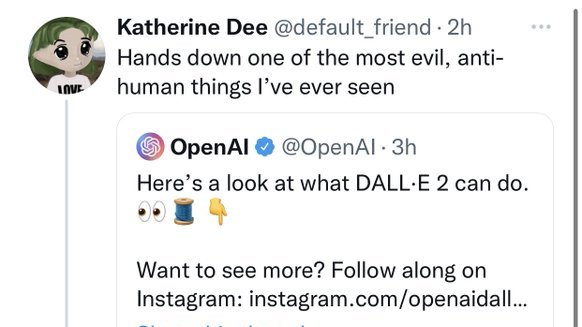 Katherine Dee @default_friend · 2h
Hands down one of the most evil, anti-
human things I've ever seen
LOVE
OpenAI @OpenAI · 3h
Here's a look at what DALL·E 2 can do.
👀🧵👇
Want to see more? Follow along on
Instagram: instagram.com/openaidall...